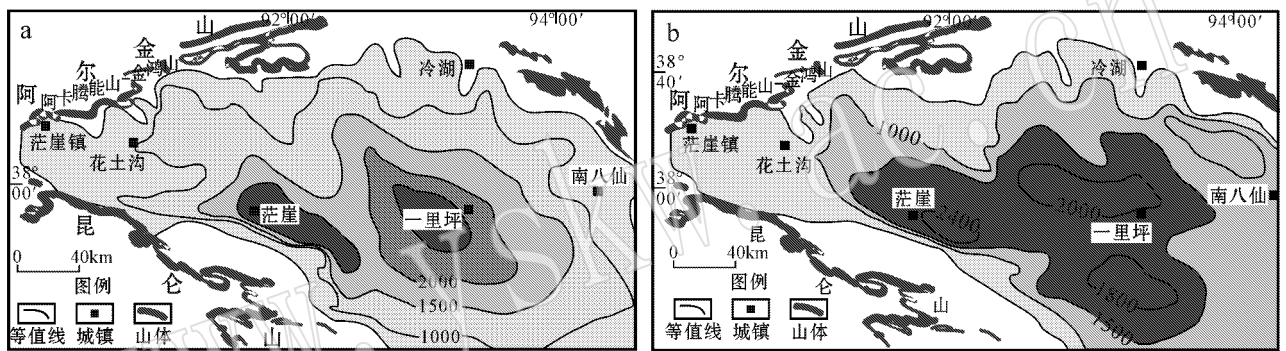 a
92°00′
94°00′
山
金
金鸿山
尔
阿卡腾能山
阿
冷湖
茫崖镇
花土沟
38°
00′
南八仙
茫崖
一里坪
昆
0 40km
仑
2000
1500
1000
图例
等值线 城镇 山体
山
b
92°00′
94°00′
山
38°
40′
金
金鸿山
尔
阿卡腾能山
阿
冷湖
1000
茫崖镇
花土沟
38°
00′
南八仙
茫崖
2400
2000
一里坪
昆
0 40km
仑
1800
1500
山
图例
等值线 城镇 山体